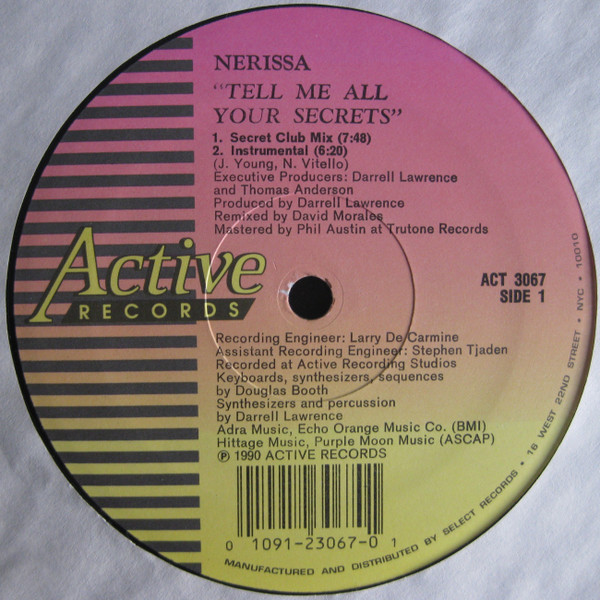 NERISSA
"TELL ME ALL
YOUR SECRETS"
1. Secret Club Mix (7:48)
2. Instrumental (6:20)
(J. Young, N. Vitello)
Executive Producers: Darrell Lawrence
and Thomas Anderson
Produced by Darrell Lawrence
Remixed by David Morales
Mastered by Phil Austin at Trutone Records
Active
RECORDS
ACT 3067
SIDE 1
Recording Engineer: Larry De Carmine
Assistant Recording Engineer: Stephen Tjaden
Recorded at Active Recording Studios
Keyboards, synthesizers, sequences
by Douglas Booth
Synthesizers and percussion
by Darrell Lawrence
Adra Music, Echo Orange Music Co. (BMI)
Hittage Music, Purple Moon Music (ASCAP)
℗ 1990 ACTIVE RECORDS
0 1091-23067-0 1
MANUFACTURED AND DISTRIBUTED BY SELECT RECORDS • 16 WEST 22ND STREET • NYC • 10010